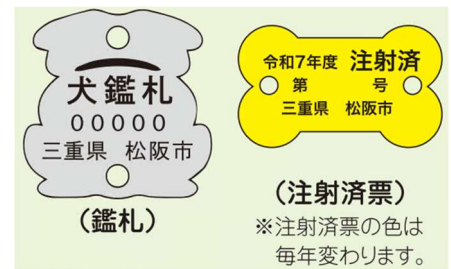 犬鑑札
00000
三重県 松阪市
(鑑札)
令和7年度 注射済
第 号
三重県 松阪市
(注射済票)
※注射済票の色は
毎年変わります。